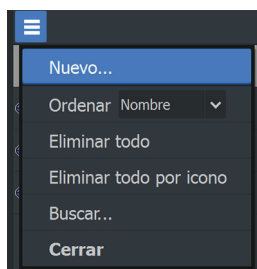 Nuevo...
Ordenar Nombre
Eliminar todo
Eliminar todo por icono
Buscar...
Cerrar